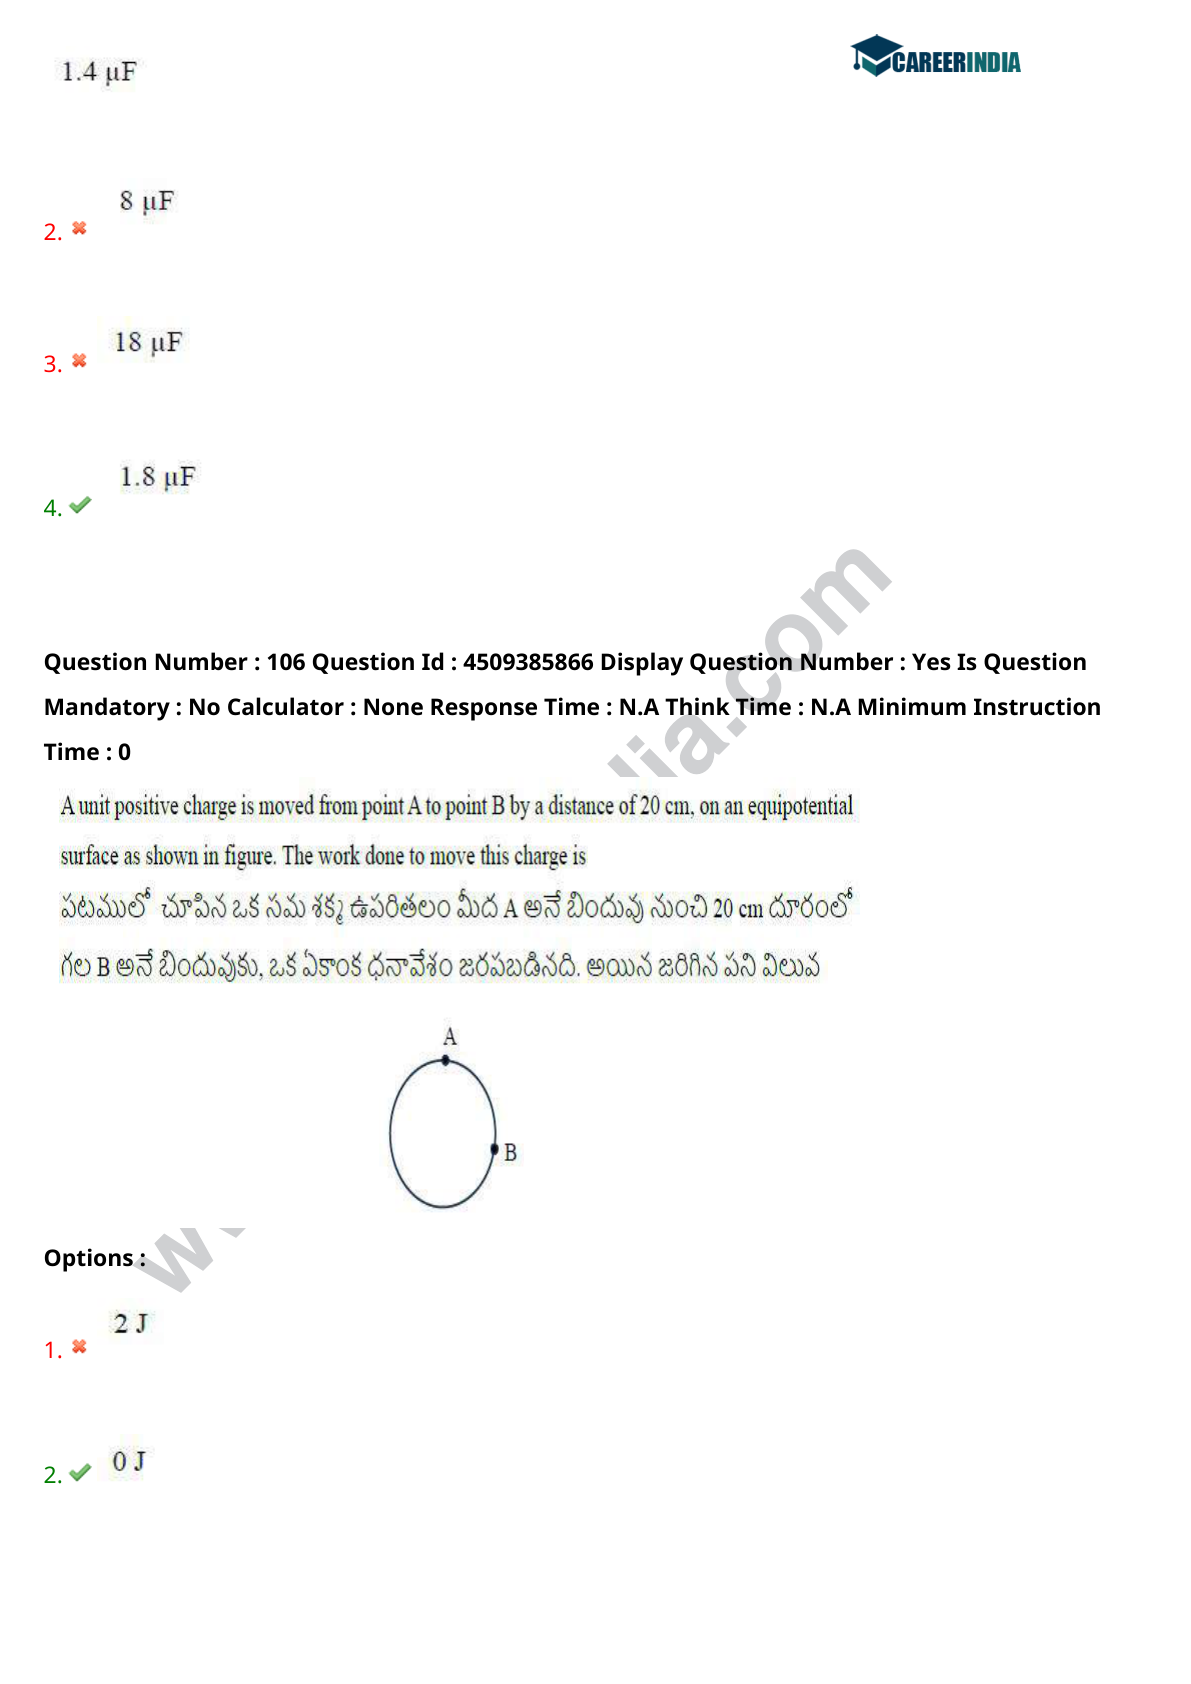 CAREERINDIA
1.4 µF
8 µF
2.
18 µF
3.
1.8 µF
4.
Question Number : 106 Question Id : 4509385866 Display Question Number : Yes Is Question
Mandatory : No Calculator : None Response Time : N.A Think Time : N.A Minimum Instruction
Time : 0
A unit positive charge is moved from point A to point B by a distance of 20 cm, on an equipotential
surface as shown in figure. The work done to move this charge is
పటములో చూపిన ఒక సమ శక్మ ఉపరితలం మీద A అనే బిందువు నుంచి 20 cm దూరంలో
గల B అనే బిందువుకు, ఒక ఏకాంక ధనావేశం జరపబడినది. అయిన జరిగిన పని విలువ
A
B
Options :
2 J
1.
0 J
2.